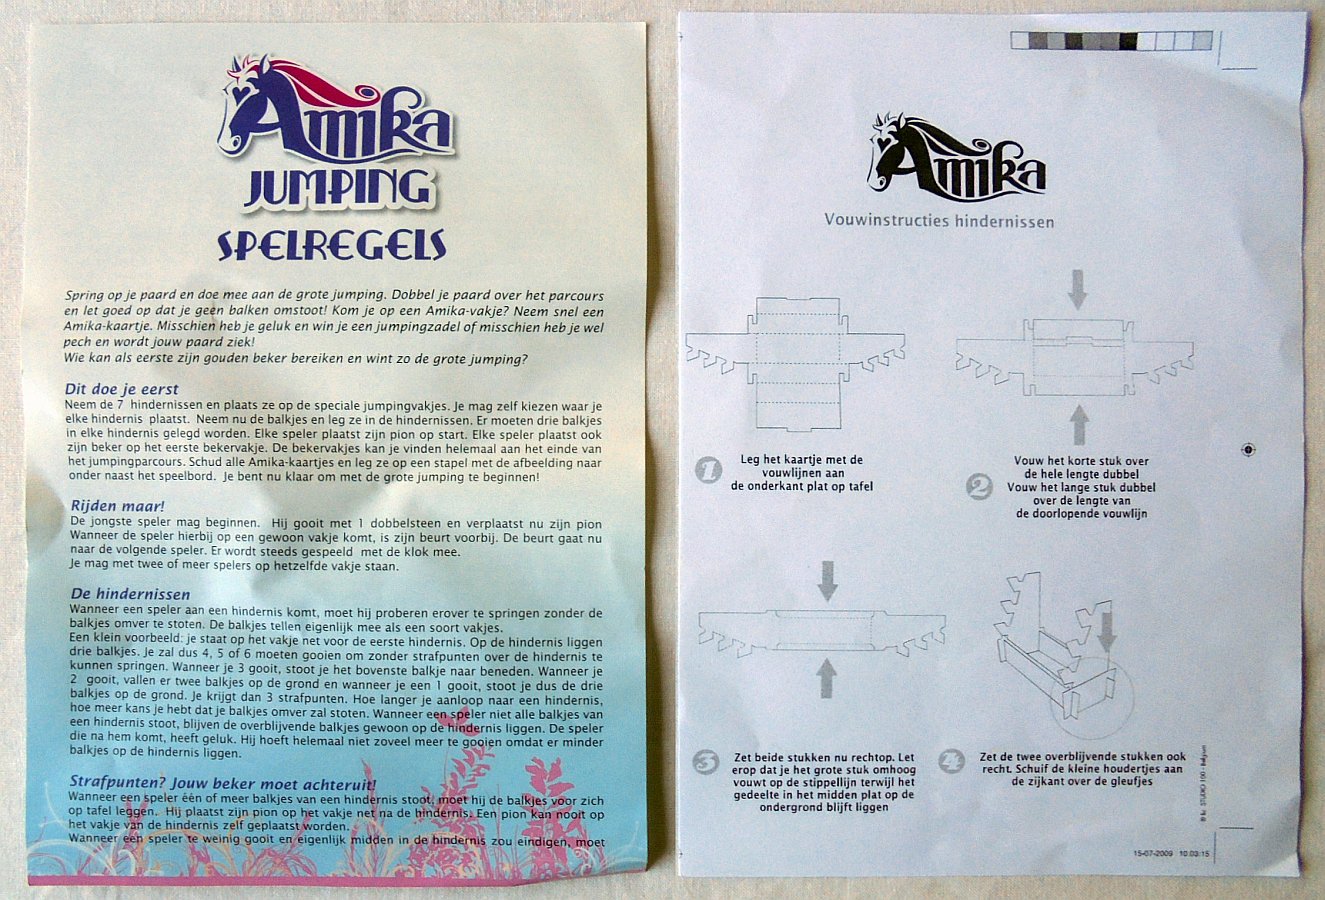 Amika
JUMPING
SPELREGELS
Spring op je paard en doe mee aan de grote jumping. Dobbel je paard over het parcours
en let goed op dat je geen balken omstoot! Kom je op een Amika-vakje? Neem snel een
Amika-kaartje. Misschien heb je geluk en win je een jumpingzadel of misschien heb je wel
pech en wordt jouw paard ziek!
Wie kan als eerste zijn gouden beker bereiken en wint zo de grote jumping?
Dit doe je eerst
Neem de 7 hindernissen en plaats ze op de speciale jumpingvakjes. Je mag zelf kiezen waar je
elke hindernis plaatst. Neem nu de balkjes en leg ze in de hindernissen. Er moeten drie balkjes
in elke hindernis gelegd worden. Elke speler plaatst zijn pion op start. Elke speler plaatst ook
zijn beker op het eerste bekervakje. De bekervakjes kan je vinden helemaal aan het einde van
het jumpingparcours. Schud alle Amika-kaartjes en leg ze op een stapel met de afbeelding naar
onder naast het speelbord. Je bent nu klaar om met de grote jumping te beginnen!
Rijden maar!
De jongste speler mag beginnen. Hij gooit met 1 dobbelsteen en verplaatst nu zijn pion
Wanneer de speler hierbij op een gewoon vakje komt, is zijn beurt voorbij. De beurt gaat nu
naar de volgende speler. Er wordt steeds gespeeld met de klok mee.
Je mag met twee of meer spelers op hetzelfde vakje staan.
De hindernissen
Wanneer een speler aan een hindernis komt, moet hij proberen erover te springen zonder de
balkjes omver te stoten. De balkjes tellen eigenlijk mee als een soort vakjes.
Een klein voorbeeld: je staat op het vakje net voor de eerste hindernis. Op de hindernis liggen
drie balkjes. Je zal dus 4, 5 of 6 moeten gooien om zonder strafpunten over de hindernis te
kunnen springen. Wanneer je 3 gooit, stoot je het bovenste balkje naar beneden. Wanneer je
2 gooit, vallen er twee balkjes op de grond en wanneer je een 1 gooit, stoot je dus de drie
balkjes op de grond. Je krijgt dan 3 strafpunten. Hoe langer je aanloop naar een hindernis,
hoe meer kans je hebt dat je balkjes omver zal stoten. Wanneer een speler niet alle balkjes van
een hindernis stoot, blijven de overblijvende balkjes gewoon op de hindernis liggen. De speler
die na hem komt, heeft geluk. Hij hoeft helemaal niet zoveel meer te gooien omdat er minder
balkjes op de hindernis liggen.
Strafpunten? Jouw beker moet achteruit!
Wanneer een speler één of meer balkjes van een hindernis stoot, moet hij de balkjes voor zich
op tafel leggen. Hij plaatst zijn pion op het vakje net na de hindernis. Een pion kan nooit op
het vakje van de hindernis zelf geplaatst worden.
Wanneer een speler te weinig gooit en eigenlijk midden in de hindernis zou eindigen, moet
Amika
Vouwinstructies hindernissen
1
Leg het kaartje met de
vouwlijnen aan
de onderkant plat op tafel
2
Vouw het korte stuk over
de hele lengte dubbel
Vouw het lange stuk dubbel
over de lengte van
de doorlopende vouwlijn
3
Zet beide stukken nu rechtop. Let
erop dat je het grote stuk omhoog
vouwt op de stippellijn terwijl het
gedeelte in het midden plat op de
ondergrond blijft liggen
4
Zet de twee overblijvende stukken ook
recht. Schuif de kleine houdertjes aan
de zijkant over de gleufjes
STUDIO 100 - Belgium
15-07-2009 10:03:15